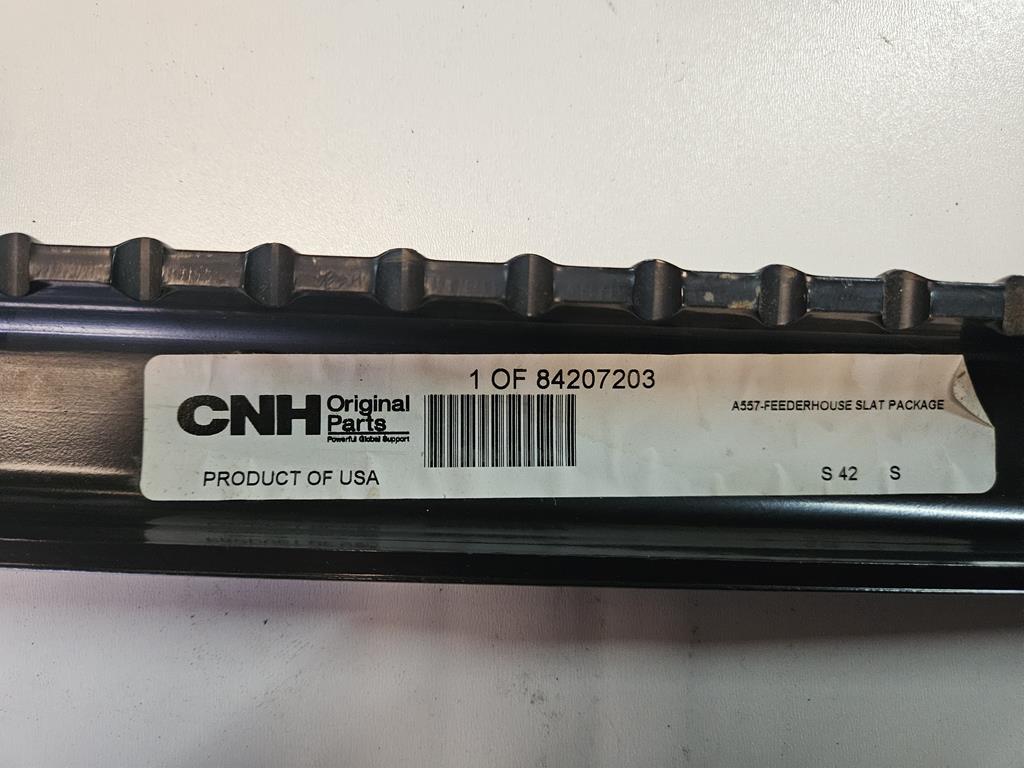 1 OF 84207203
CNH Original Parts
Powerful Global Support
A557-FEEDERHOUSE SLAT PACKAGE
PRODUCT OF USA
S 42 S